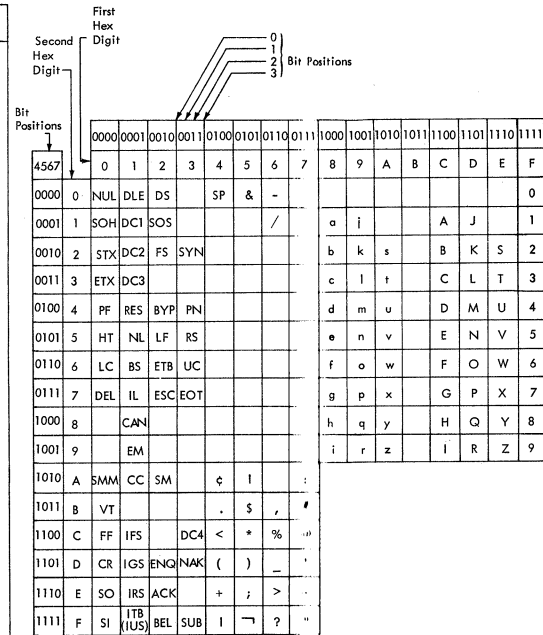 First
Hex
Digit
Second
Hex
Digit
0
1
2
3
Bit Positions
Bit
Positions
0000 0001 0010 0011 0100 0101 0110 0111 1000 1001 1010 1011 1100 1101 1110 1111
4567 0 1 2 3 4 5 6 7 8 9 A B C D E F
0000 0 NUL DLE DS SP & - 0
0001 1 SOH DC1 SOS / a j A J 1
0010 2 STX DC2 FS SYN b k s B K S 2
0011 3 ETX DC3 c l t C L T 3
0100 4 PF RES BYP PN d m u D M U 4
0101 5 HT NL LF RS e n v E N V 5
0110 6 LC BS ETB UC f o w F O W 6
0111 7 DEL IL ESC EOT g p x G P X 7
1000 8 CAN h q y H Q Y 8
1001 9 EM i r z I R Z 9
1010 A SMM CC SM ¢ ! :
1011 B VT . $ ,
1100 C FF IFS DC4 < * %
1101 D CR IGS ENQ NAK ( ) _ '
1110 E SO IRS ACK + ; >
1111 F SI ITB (IUS) BEL SUB | ¬ ? "